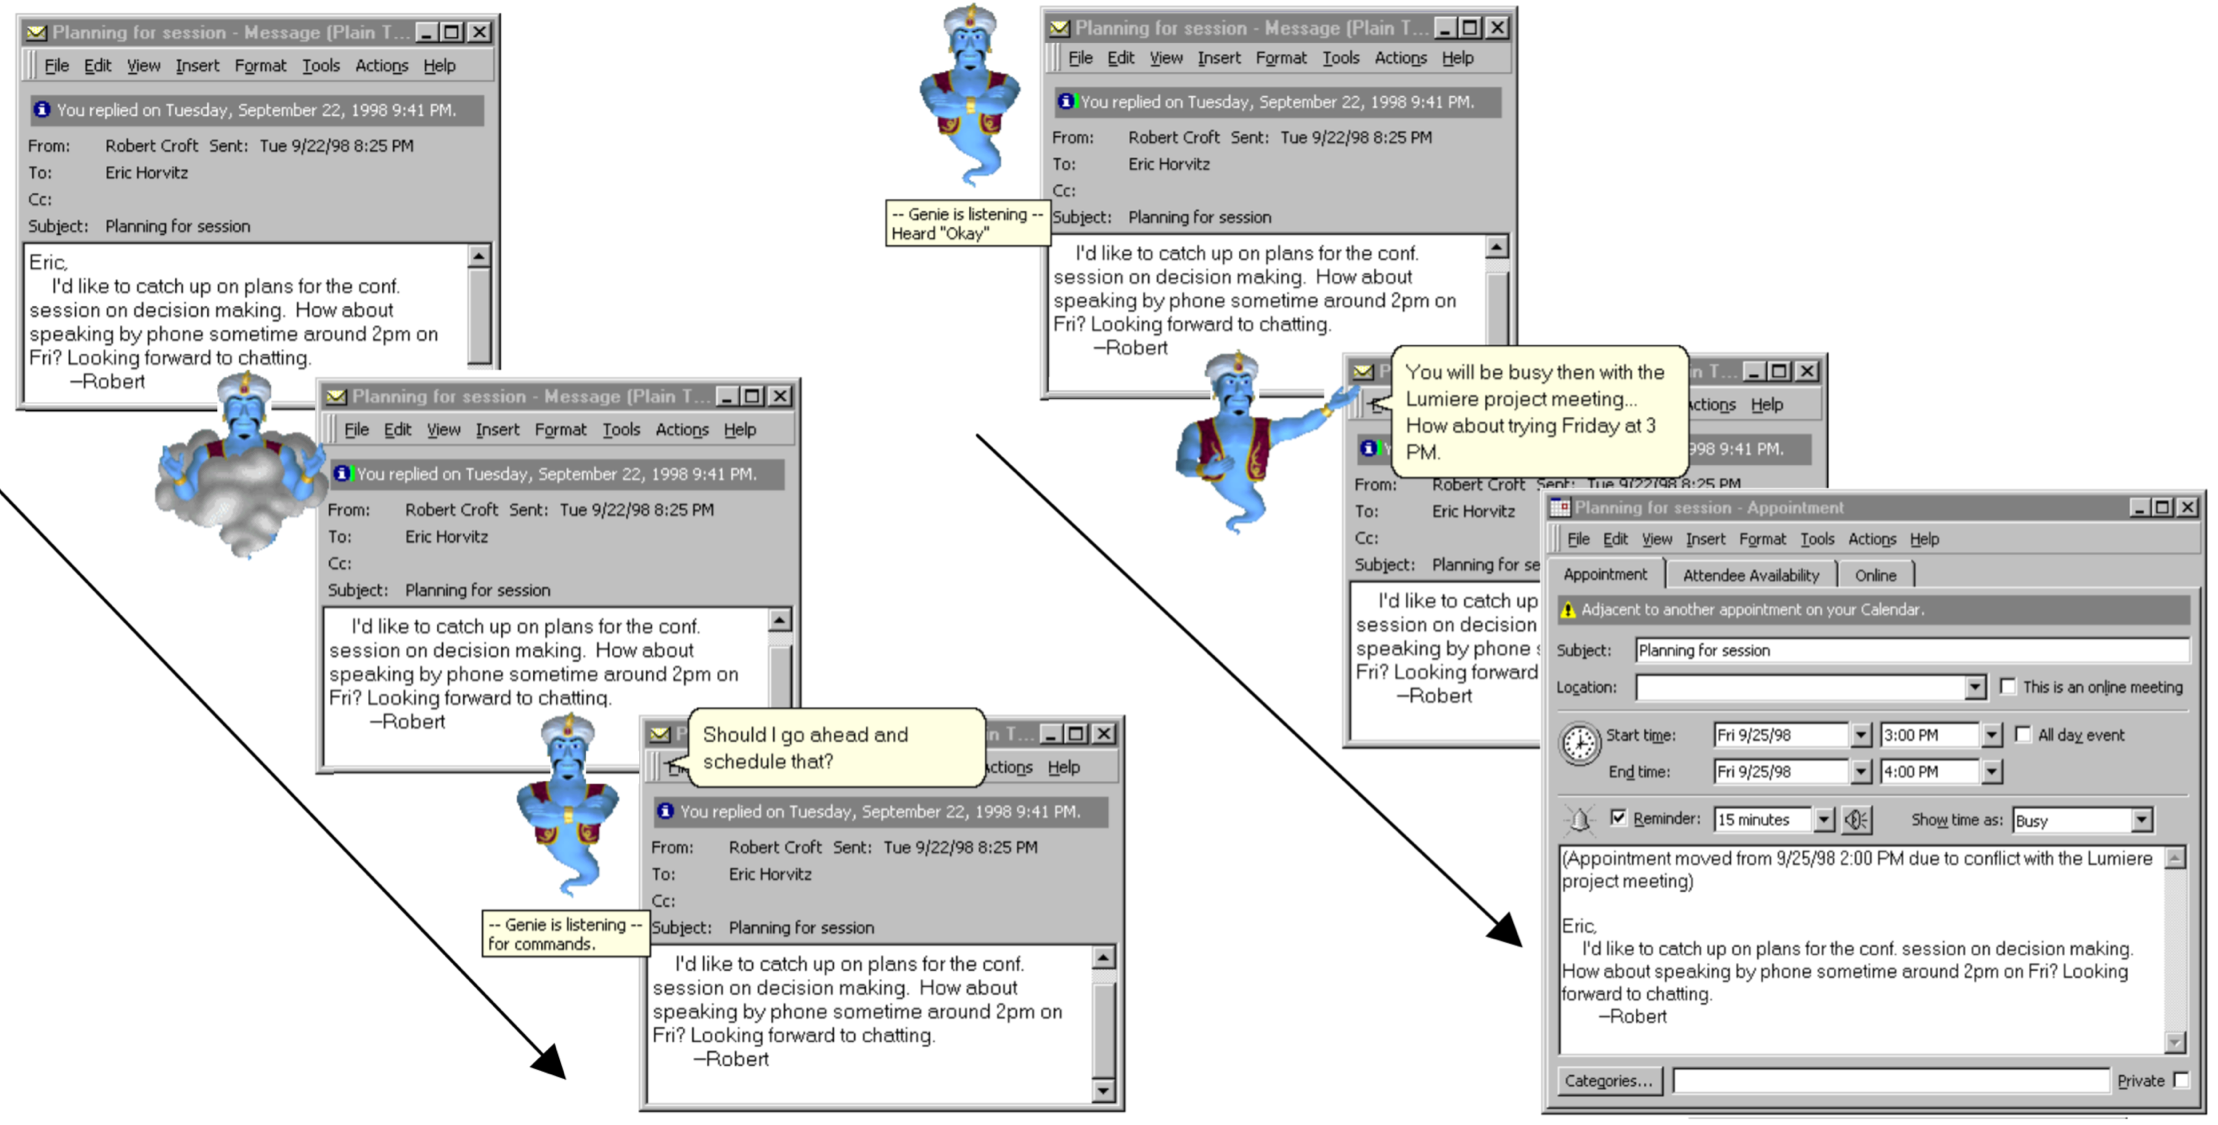 Planning for session - Message (Plain T...
File Edit View Insert Format Tools Actions Help
You replied on Tuesday, September 22, 1998 9:41 PM.
From: Robert Croft Sent: Tue 9/22/98 8:25 PM
To: Eric Horvitz
Cc:
Subject: Planning for session
Eric,
I'd like to catch up on plans for the conf.
session on decision making. How about
speaking by phone sometime around 2pm on
Fri? Looking forward to chatting.
–Robert
Planning for session - Message (Plain T...
File Edit View Insert Format Tools Actions Help
You replied on Tuesday, September 22, 1998 9:41 PM.
From: Robert Croft Sent: Tue 9/22/98 8:25 PM
To: Eric Horvitz
Cc:
Subject: Planning for session
I'd like to catch up on plans for the conf.
session on decision making. How about
speaking by phone sometime around 2pm on
Fri? Looking forward to chatting.
–Robert
Should I go ahead and
schedule that?
n T...
ctions Help
You replied on Tuesday, September 22, 1998 9:41 PM.
From: Robert Croft Sent: Tue 9/22/98 8:25 PM
To: Eric Horvitz
Cc:
-- Genie is listening --
for commands.
Subject: Planning for session
I'd like to catch up on plans for the conf.
session on decision making. How about
speaking by phone sometime around 2pm on
Fri? Looking forward to chatting.
–Robert
Planning for session - Message (Plain T...
File Edit View Insert Format Tools Actions Help
You replied on Tuesday, September 22, 1998 9:41 PM.
From: Robert Croft Sent: Tue 9/22/98 8:25 PM
To: Eric Horvitz
Cc:
-- Genie is listening --
Heard "Okay"
Subject: Planning for session
I'd like to catch up on plans for the conf.
session on decision making. How about
speaking by phone sometime around 2pm on
Fri? Looking forward to chatting.
–Robert
You will be busy then with the
Lumiere project meeting...
How about trying Friday at 3
PM.
in T...
ctions Help
998 9:41 PM.
From: Robert Croft Sent: Tue 9/22/98 8:25 PM
To: Eric Horvitz
Cc:
Subject: Planning for se
I'd like to catch up
session on decision
speaking by phone s
Fri? Looking forward
–Robert
Planning for session - Appointment
File Edit View Insert Format Tools Actions Help
Appointment Attendee Availability Online
Adjacent to another appointment on your Calendar.
Subject: Planning for session
Location: This is an online meeting
Start time: Fri 9/25/98 3:00 PM All day event
End time: Fri 9/25/98 4:00 PM
Reminder: 15 minutes Show time as: Busy
(Appointment moved from 9/25/98 2:00 PM due to conflict with the Lumiere
project meeting)
Eric,
I'd like to catch up on plans for the conf. session on decision making.
How about speaking by phone sometime around 2pm on Fri? Looking
forward to chatting.
–Robert
Categories... Private